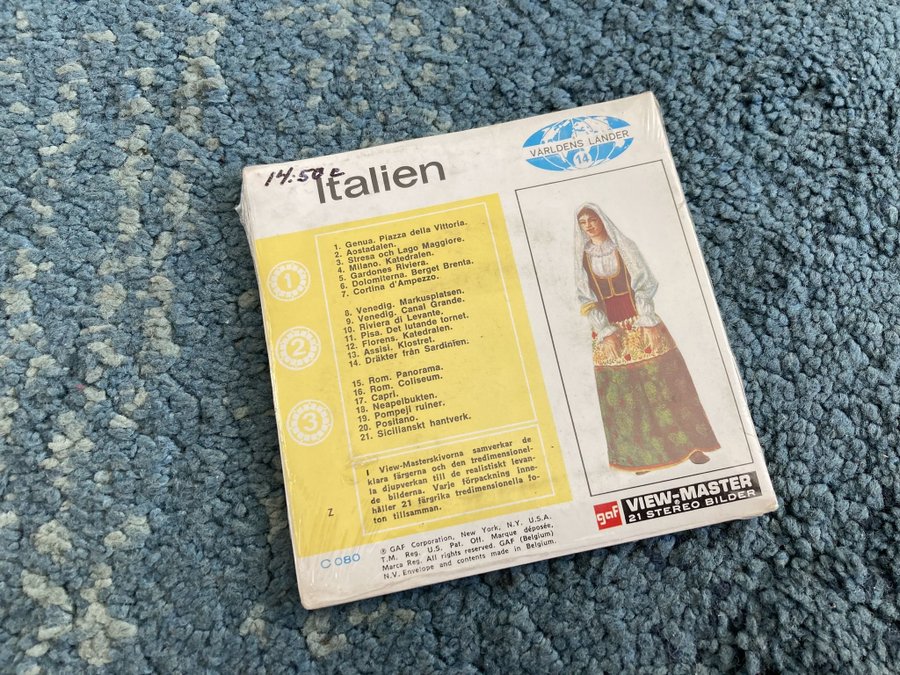 14:50
Italien
VÄRLDENS LÄNDER
14
1
1. Genua. Piazza della Vittoria.
2. Aostadalen.
3. Stresa och Lago Maggiore.
4. Milano. Katedralen.
5. Gardones Riviera.
6. Dolomiterna. Berget Brenta.
7. Cortina d'Ampezzo.
2
8. Venedig. Markusplatsen.
9. Venedig. Canal Grande.
10. Riviera di Levante.
11. Pisa. Det lutande tornet.
12. Florens. Katedralen.
13. Assisi. Klostret.
14. Dräkter från Sardinien.
3
15. Rom. Panorama.
16. Rom. Coliseum.
17. Capri.
18. Neapelbukten.
19. Pompeji ruiner.
20. Positano.
21. Sicilianskt hantverk.
I View-Masterskivorna samverkar de
klara färgerna och den tredimensionel-
la djupverkan till de realistiskt levan-
de bilderna. Varje förpackning inne-
håller 21 färgrika tredimensionella fo-
ton tillsamman.
Z
C 080
® GAF Corporation, New York, N.Y. U.S.A.
T.M. Reg. U.S. Pat. Off. Marque déposée,
Marca Reg. All rights reserved. GAF (Belgium)
N.V. Envelope and contents made in Belgium.
gaf
VIEW-MASTER
21 STEREO BILDER